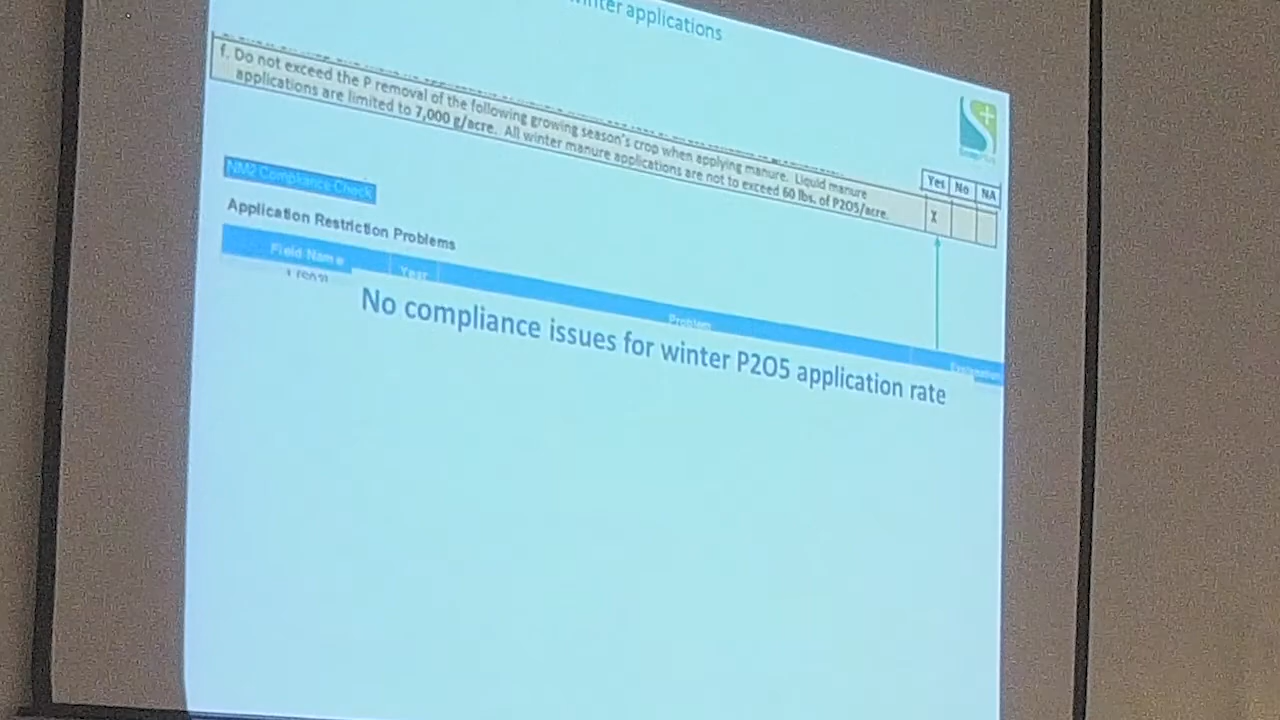 applications
f. Do not exceed the P removal of the following growing season's crop when applying manure. Liquid manure
applications are limited to 7,000 g/acre. All winter manure applications are not to exceed 60 lbs. of P2O5/acre.
Yes No NA
X
NM2 Compliance Check
Application Restriction Problems
Field Name Year Problem
No compliance issues for winter P2O5 application rate